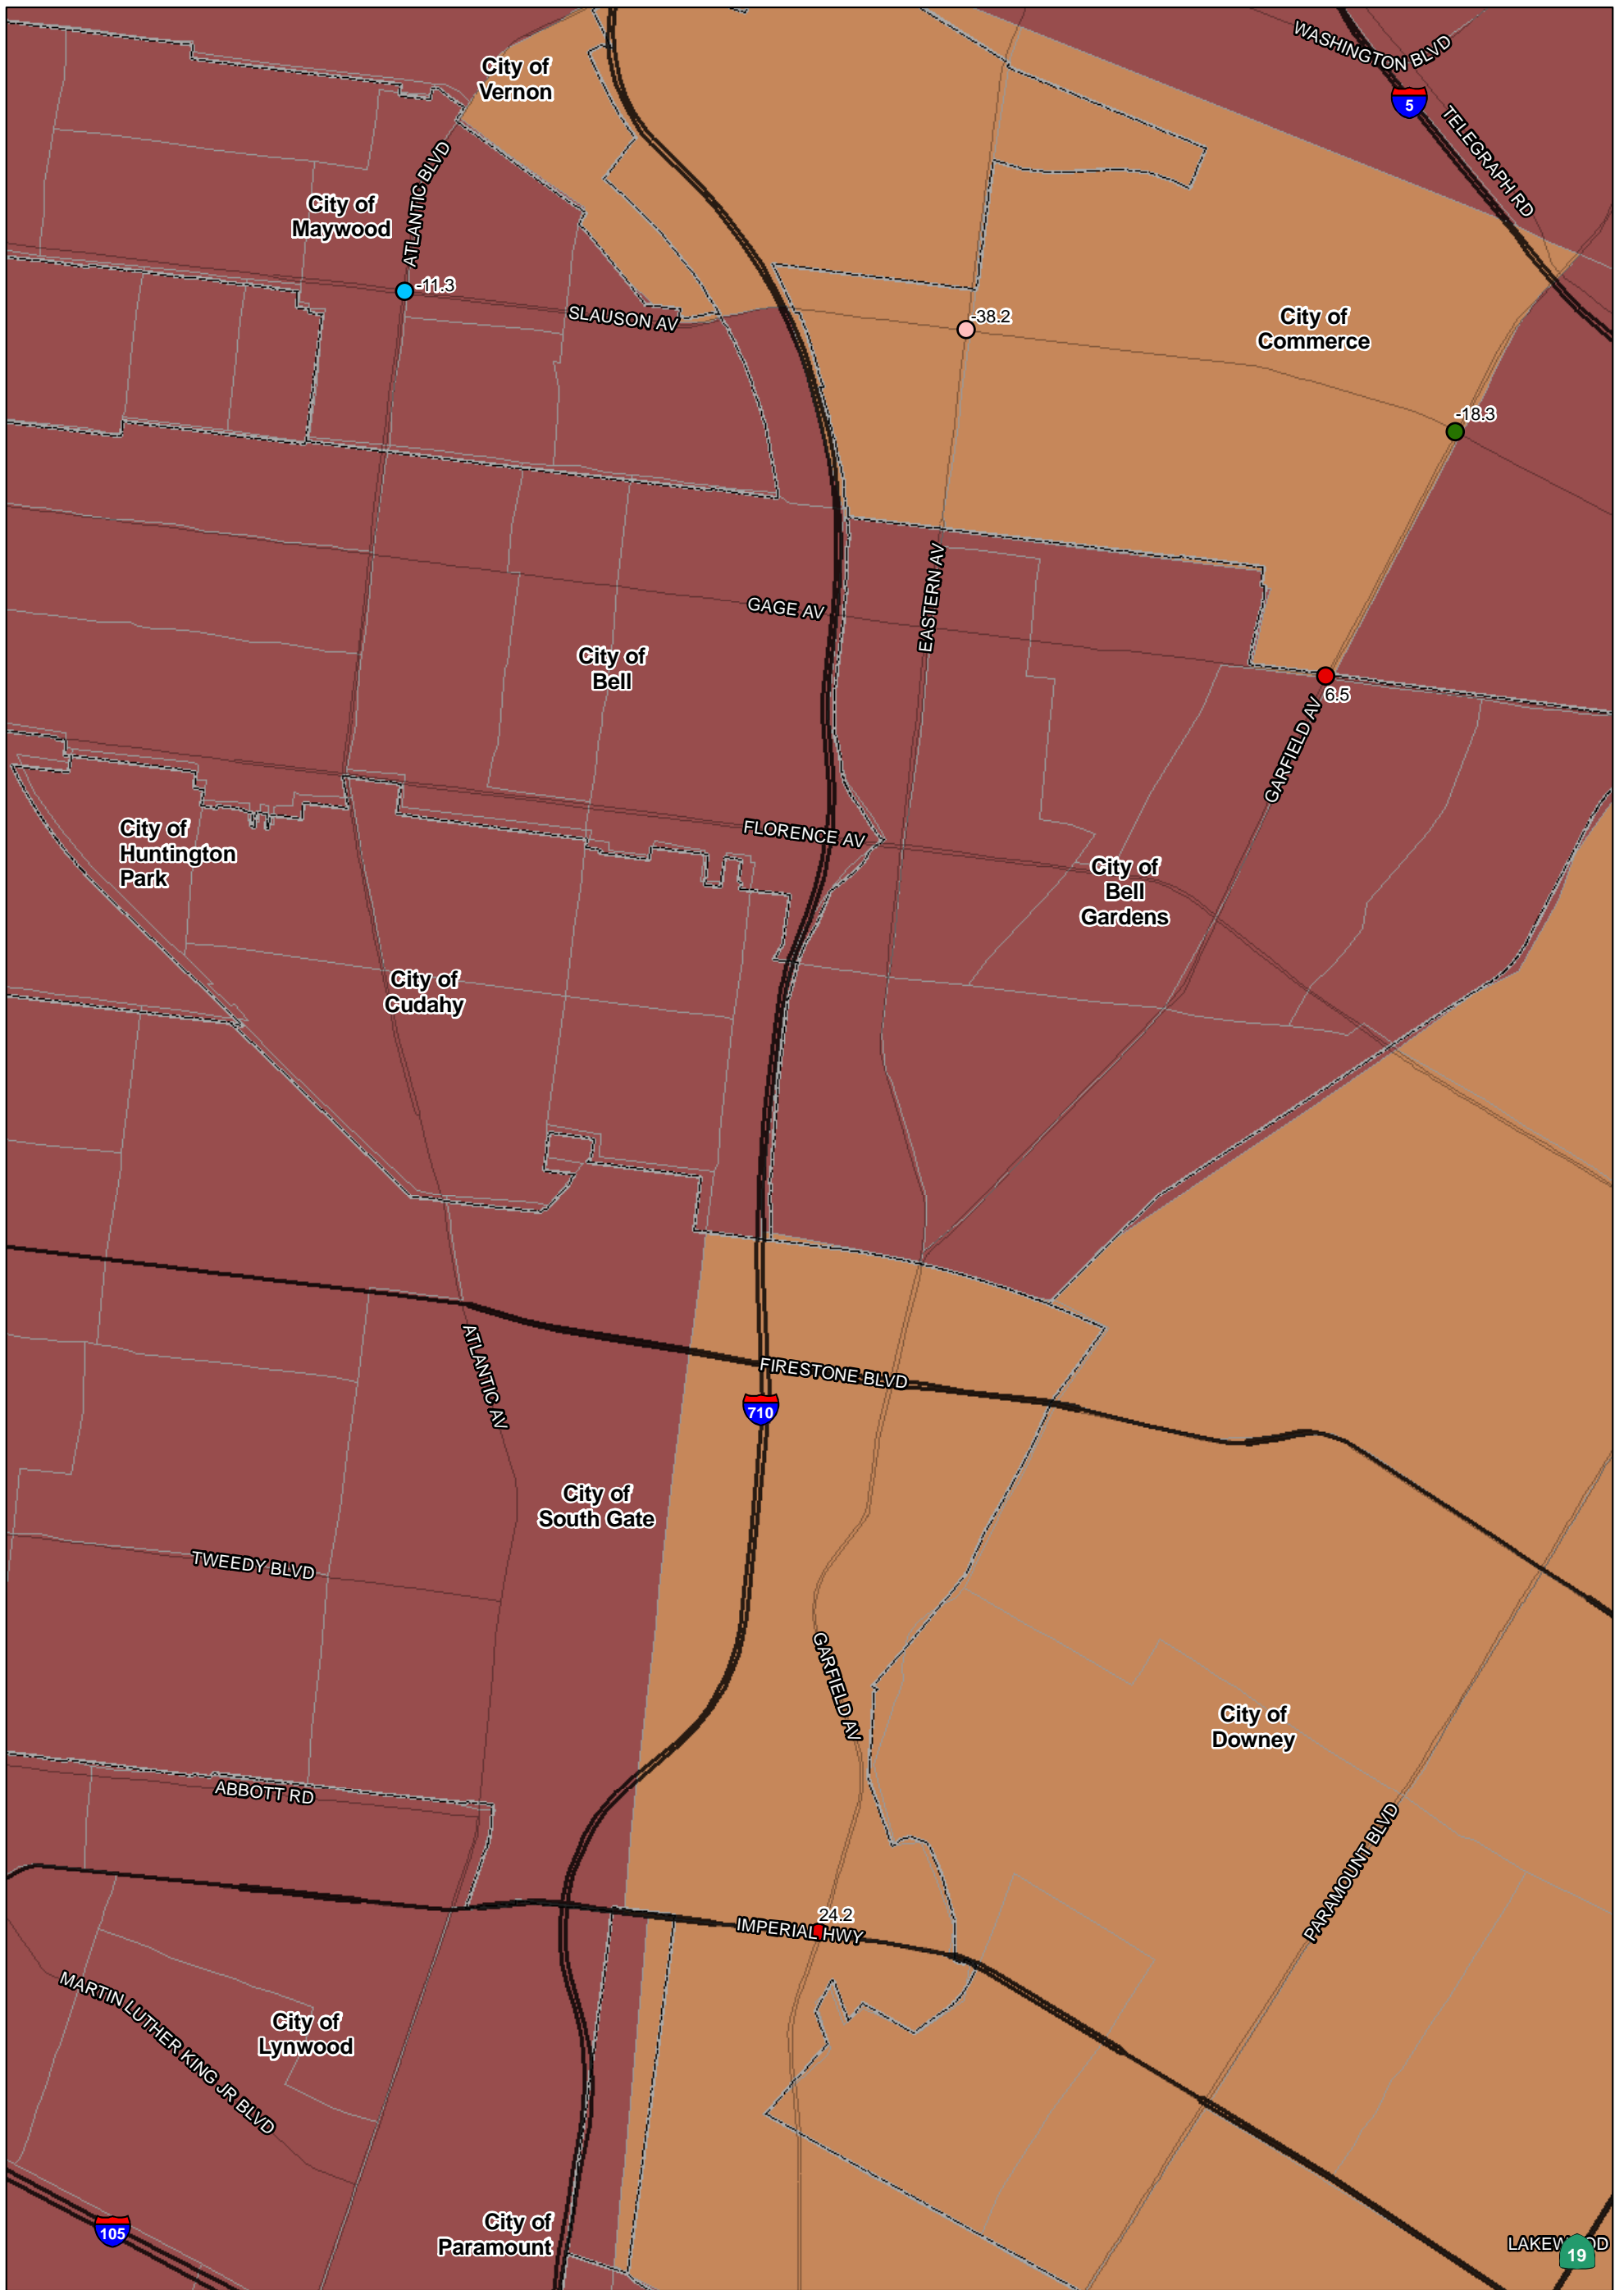 WASHINGTON BLVD
City of
Vernon
5
TELEGRAPH RD
ATLANTIC BLVD
City of
Maywood
-11.3
SLAUSON AV
-38.2
City of
Commerce
-18.3
EASTERN AV
GAGE AV
City of
Bell
6.5
GARFIELD AV
FLORENCE AV
City of
Huntington
Park
City of
Bell
Gardens
City of
Cudahy
ATLANTIC AV
FIRESTONE BLVD
710
City of
South Gate
TWEEDY BLVD
GARFIELD AV
City of
Downey
ABBOTT RD
PARAMOUNT BLVD
24.2
IMPERIAL HWY
MARTIN LUTHER KING JR BLVD
City of
Lynwood
City of
Paramount
105
19